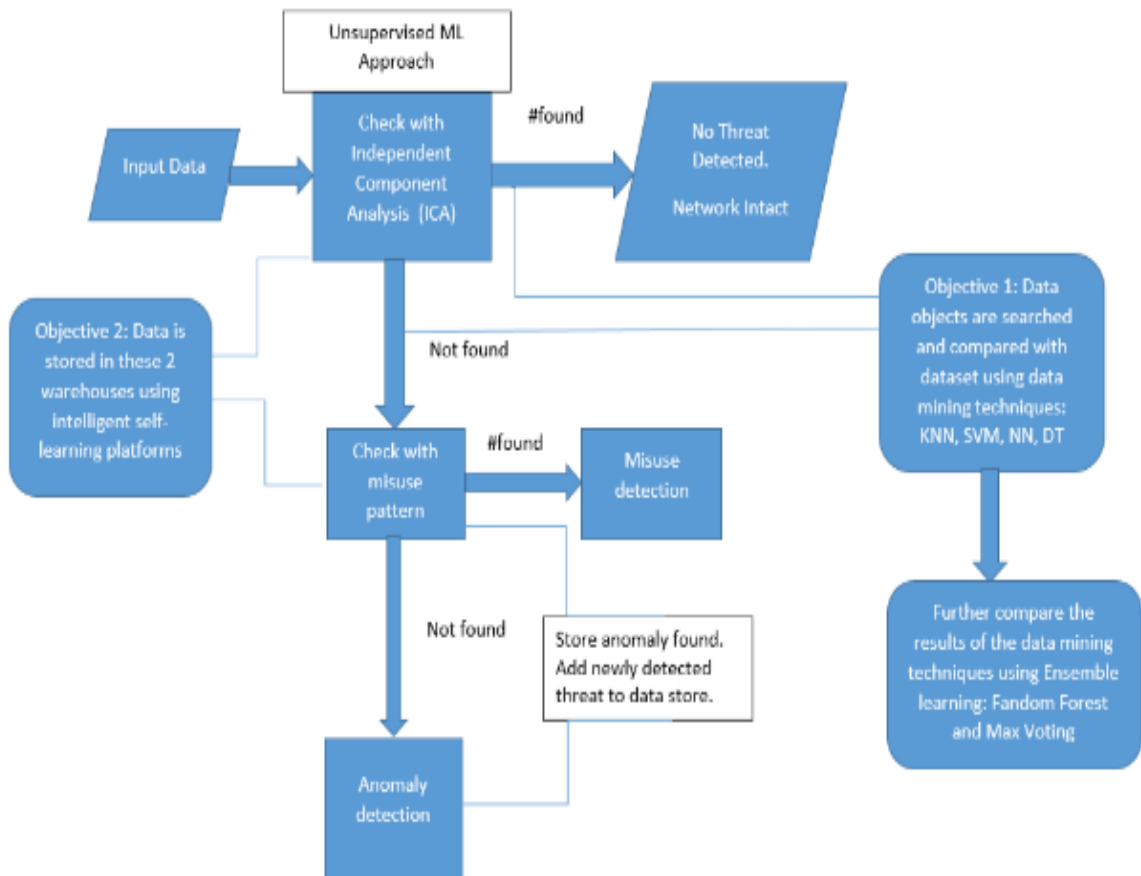 Unsupervised ML
Approach
Check with
Independent
Component
Analysis (ICA)
#found
No Threat
Detected.
Network Intact
Input Data
Objective 1: Data
objects are searched
and compared with
dataset using data
mining techniques:
KNN, SVM, NN, DT
Objective 2: Data is
stored in these 2
warehouses using
intelligent self-
learning platforms
Not found
Check with
misuse
pattern
#found
Misuse
detection
Not found
Store anomaly found.
Add newly detected
threat to data store.
Further compare the
results of the data mining
techniques using Ensemble
learning: Fandom Forest
and Max Voting
Anomaly
detection